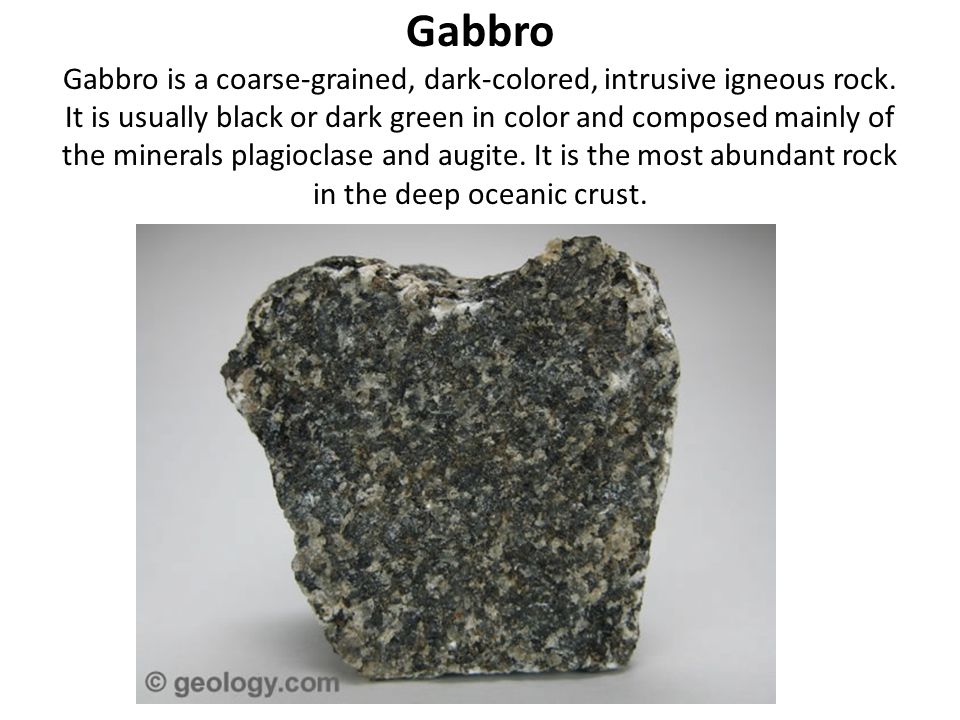 Gabbro
Gabbro is a coarse-grained, dark-colored, intrusive igneous rock.
It is usually black or dark green in color and composed mainly of
the minerals plagioclase and augite. It is the most abundant rock
in the deep oceanic crust.
© geology.com